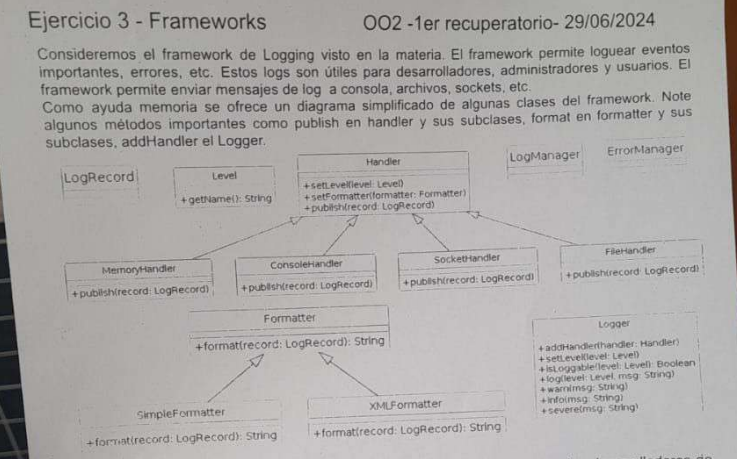 Ejercicio 3 - Frameworks OO2 -1er recuperatorio- 29/06/2024
Consideremos el framework de Logging visto en la materia. El framework permite loguear eventos
importantes, errores, etc. Estos logs son útiles para desarrolladores, administradores y usuarios. El
framework permite enviar mensajes de log a consola, archivos, sockets, etc.
Como ayuda memoria se ofrece un diagrama simplificado de algunas clases del framework. Note
algunos métodos importantes como publish en handler y sus subclases, format en formatter y sus
subclases, addHandler el Logger.
LogRecord
Level
+getName(): String
Handler
+setLevel(level: Level)
+setFormatter(formatter: Formatter)
+publish(record: LogRecord)
LogManager
ErrorManager
MemoryHandler
+publish(record: LogRecord)
ConsoleHandler
+publish(record: LogRecord)
SocketHandler
+publish(record: LogRecord)
FileHandler
+publish(record: LogRecord)
Formatter
+format(record: LogRecord): String
Logger
+addHandler(handler: Handler)
+setLevel(level: Level)
+isLoggable(level: Level): Boolean
+log(level: Level, msg: String)
+warn(msg: String)
+info(msg: String)
+severe(msg: String)
SimpleFormatter
+format(record: LogRecord): String
XMLFormatter
+format(record: LogRecord): String